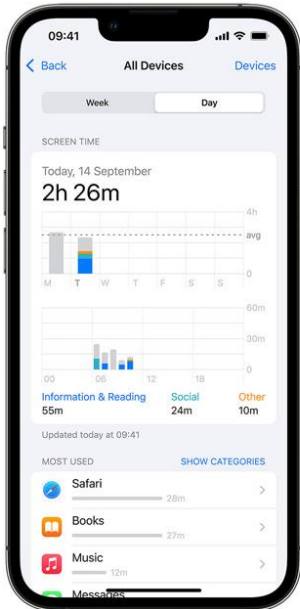 09:41
Back All Devices Devices
Week Day
SCREEN TIME
Today, 14 September
2h 26m
4h
avg
0
M T W T F S S
60m
30m
0
00 06 12 18
Information & Reading Social Other
55m 24m 10m
Updated today at 09:41
MOST USED SHOW CATEGORIES
Safari
28m
Books
27m
Music
12m
Messages